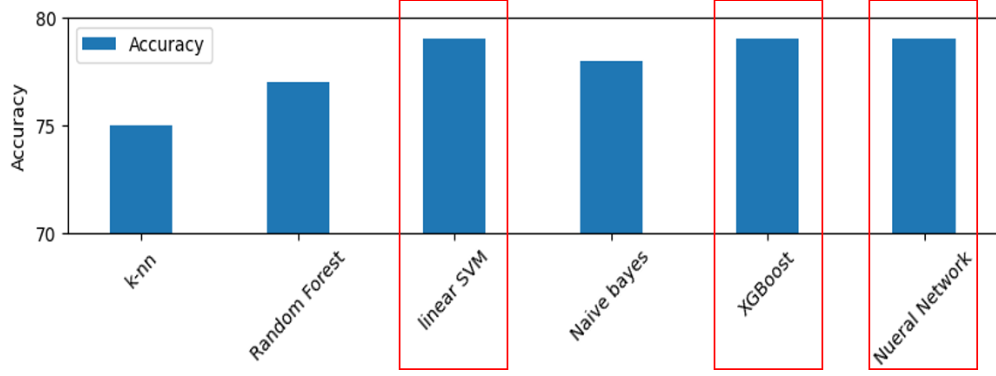 80
Accuracy
75
70
Accuracy
k-nn
Random Forest
linear SVM
Naive bayes
XGBoost
Nueral Network